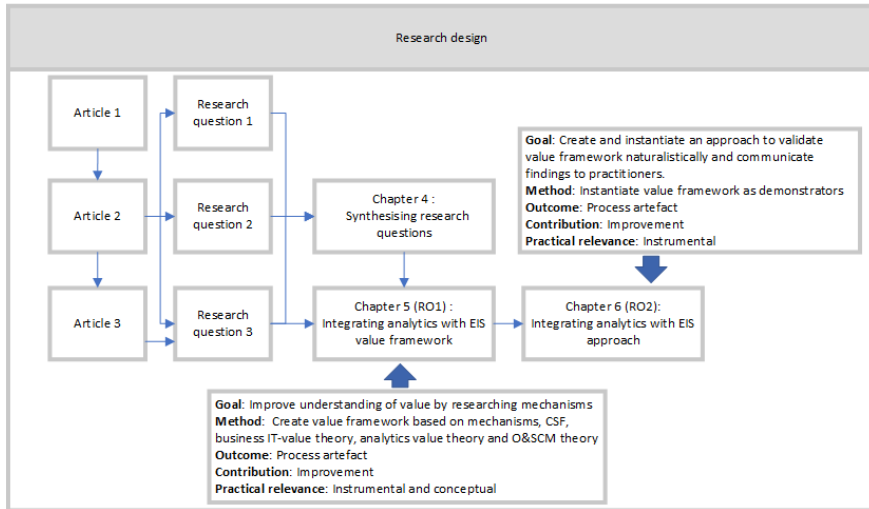 Research design
Article 1
Research
question 1
Article 2
Research
question 2
Chapter 4 :
Synthesising research
questions
Goal: Create and instantiate an approach to validate
value framework naturalistically and communicate
findings to practitioners.
Method: Instantiate value framework as demonstrators
Outcome: Process artefact
Contribution: Improvement
Practical relevance: Instrumental
Article 3
Research
question 3
Chapter 5 (RO1) :
Integrating analytics with EIS
value framework
Chapter 6 (RO2):
Integrating analytics with EIS
approach
Goal: Improve understanding of value by researching mechanisms
Method: Create value framework based on mechanisms, CSF,
business IT-value theory, analytics value theory and O&SCM theory
Outcome: Process artefact
Contribution: Improvement
Practical relevance: Instrumental and conceptual